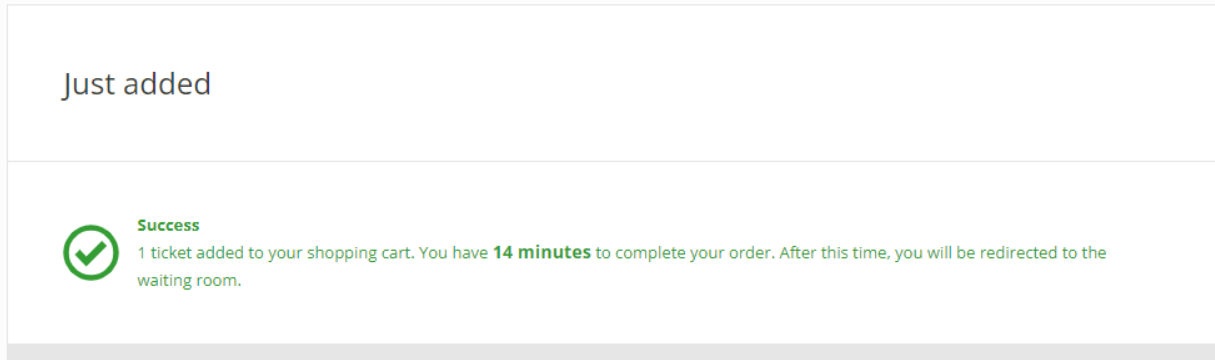 Just added
Success
1 ticket added to your shopping cart. You have 14 minutes to complete your order. After this time, you will be redirected to the
waiting room.